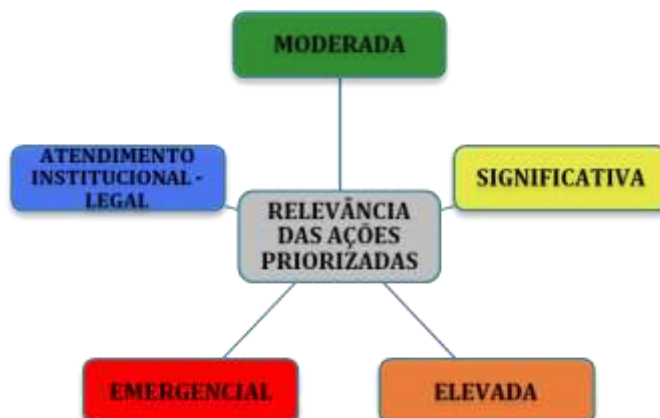 MODERADA
ATENDIMENTO
INSTITUCIONAL -
LEGAL
SIGNIFICATIVA
RELEVÂNCIA
DAS AÇÕES
PRIORIZADAS
EMERGENCIAL
ELEVADA